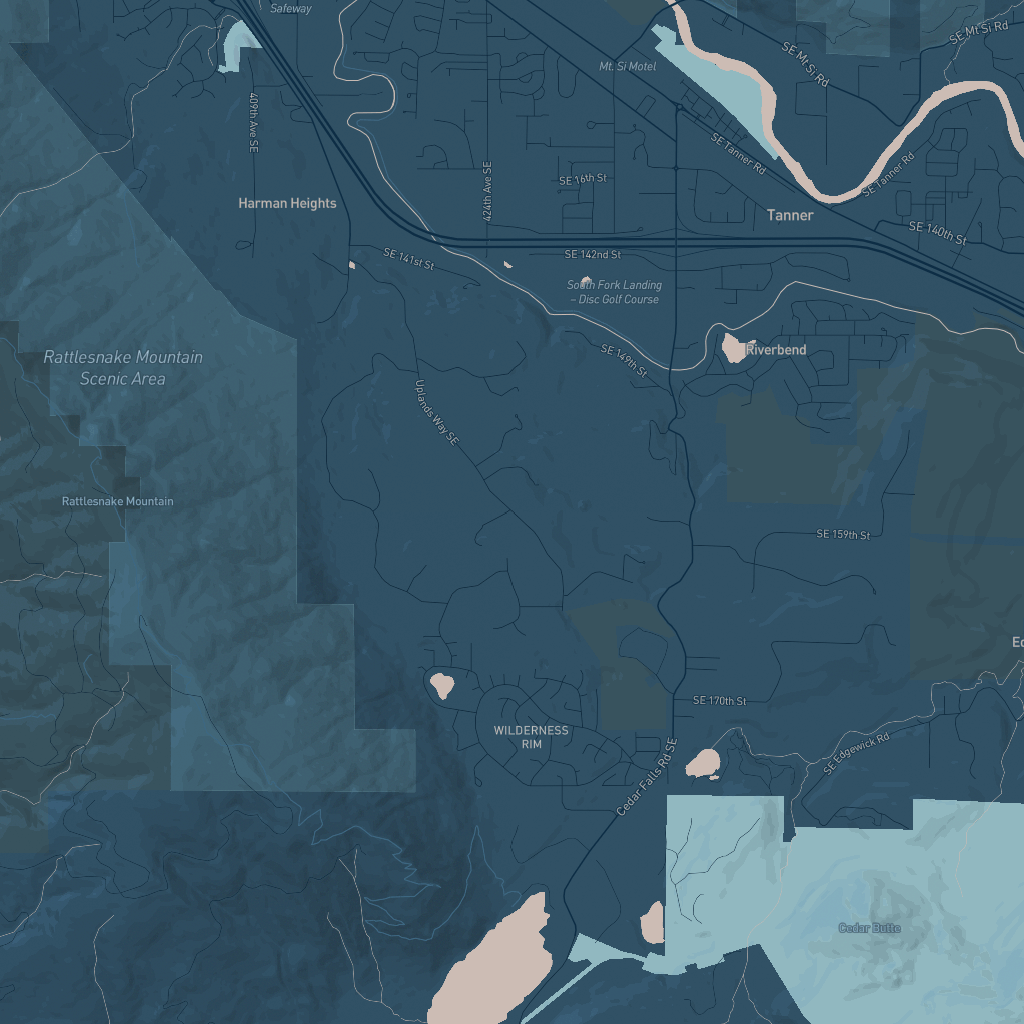 Safeway
SE Mt Si Rd
SE Mt Si Rd
Mt. Si Motel
409th Ave SE
SE Tanner Rd
SE Tanner Rd
SE 16th St
424th Ave SE
Harman Heights
Tanner
SE 140th St
SE 141st St
SE 142nd St
South Fork Landing
– Disc Golf Course
Rattlesnake Mountain
Scenic Area
SE 149th St
Riverbend
Uplands Way SE
Rattlesnake Mountain
SE 159th St
SE 170th St
WILDERNESS
RIM
SE Edgewick Rd
Cedar Falls Rd SE
Cedar Butte